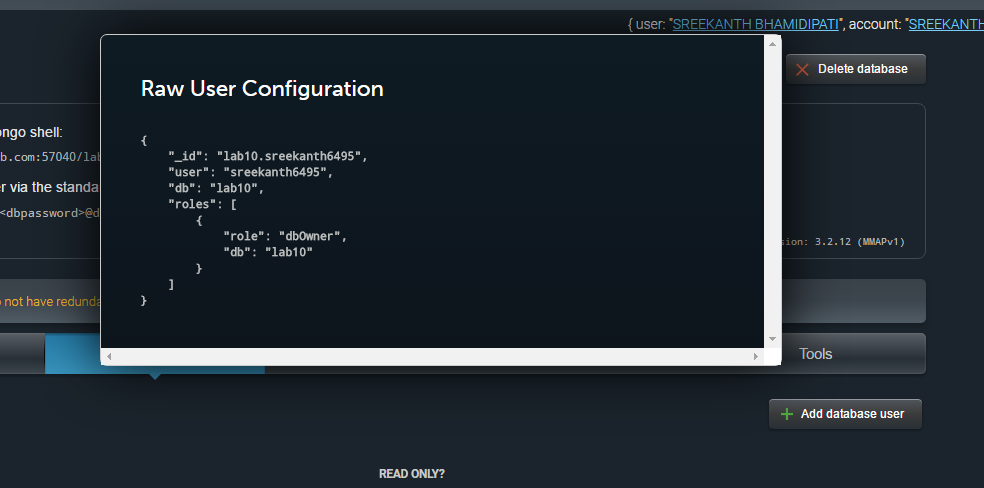 { user: "SREEKANTH BHAMIDIPATI", account: "SREEKANTH
Delete database
Raw User Configuration
ongo shell:
b.com:57040/lab
er via the standa
<dbpassword>@d
{
"_id": "lab10.sreekanth6495",
"user": "sreekanth6495",
"db": "lab10",
"roles": [
{
"role": "dbOwner",
"db": "lab10"
}
]
}
sion: 3.2.12 (MMAPv1)
o not have redunda
Tools
Add database user
READ ONLY?